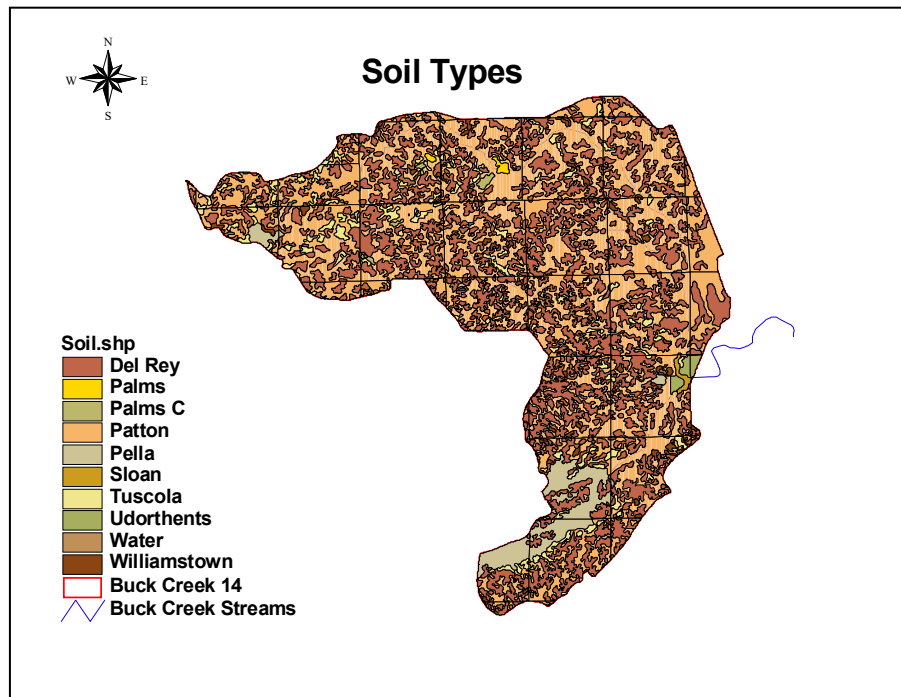 N
W E
S
Soil Types
Soil.shp
Del Rey
Palms
Palms C
Patton
Pella
Sloan
Tuscola
Udorthents
Water
Williamstown
Buck Creek 14
Buck Creek Streams